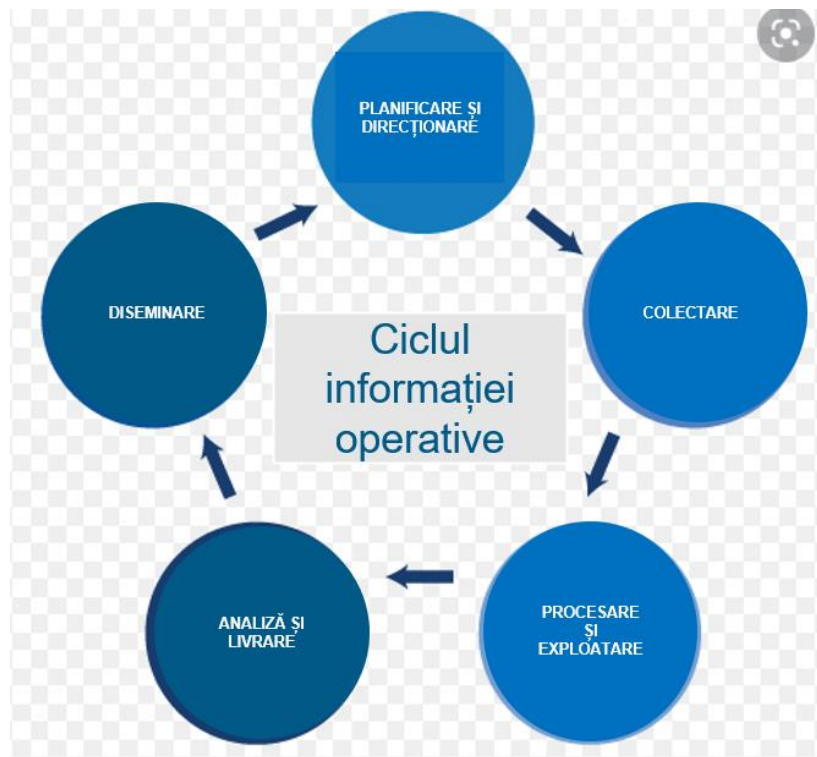 PLANIFICARE ȘI
DIRECȚIONARE
COLECTARE
PROCESARE
ȘI
EXPLOATARE
ANALIZĂ ȘI
LIVRARE
DISEMINARE
Ciclul
informației
operative